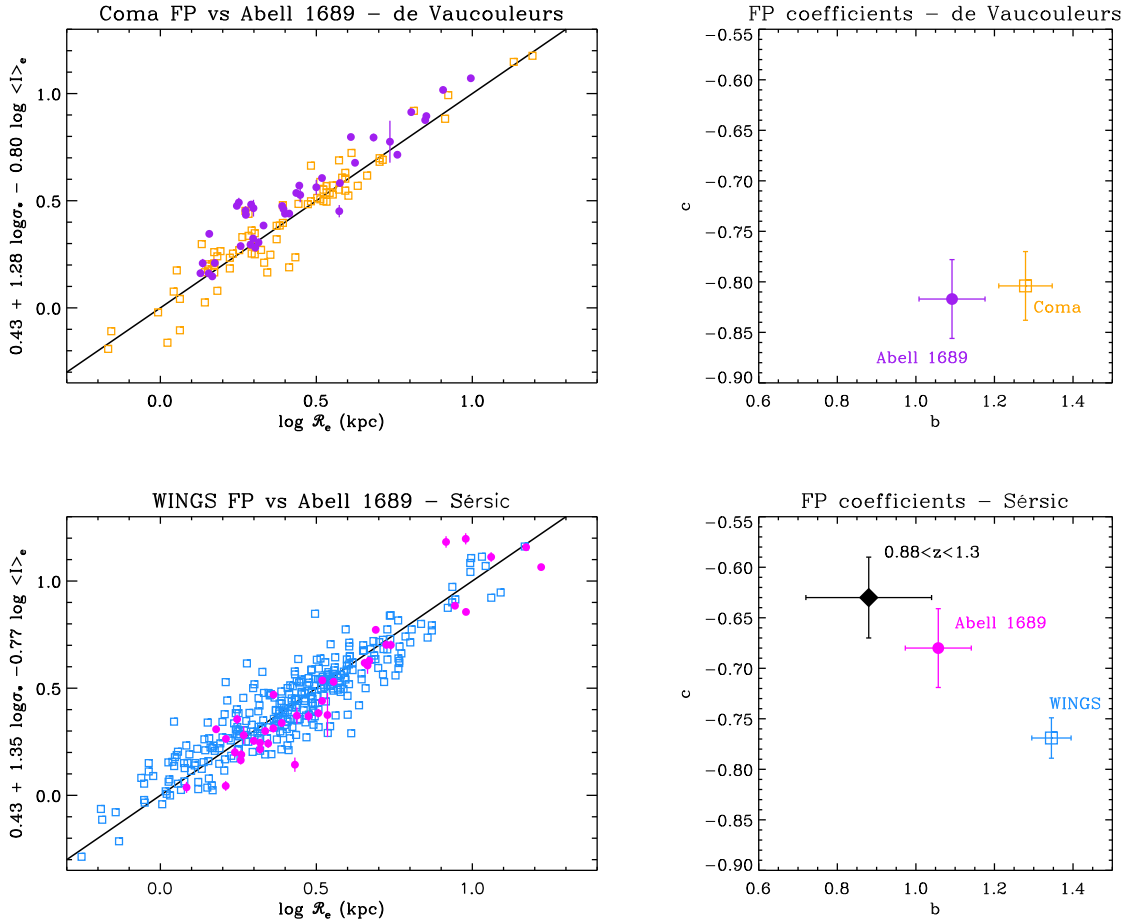 Coma FP vs Abell 1689 − de Vaucouleurs
0.43 + 1.28 logσ• − 0.80 log <I>e
1.0
0.5
0.0
0.0 0.5 1.0
log ℛe (kpc)
FP coefficients − de Vaucouleurs
c
−0.55
−0.60
−0.65
−0.70
−0.75
−0.80
−0.85
−0.90
Coma
Abell 1689
0.6 0.8 1.0 1.2 1.4
b
WINGS FP vs Abell 1689 − Sérsic
0.43 + 1.35 logσ• −0.77 log <I>e
1.0
0.5
0.0
0.0 0.5 1.0
log ℛe (kpc)
FP coefficients − Sérsic
c
−0.55
−0.60
−0.65
−0.70
−0.75
−0.80
−0.85
−0.90
0.88<z<1.3
Abell 1689
WINGS
0.6 0.8 1.0 1.2 1.4
b